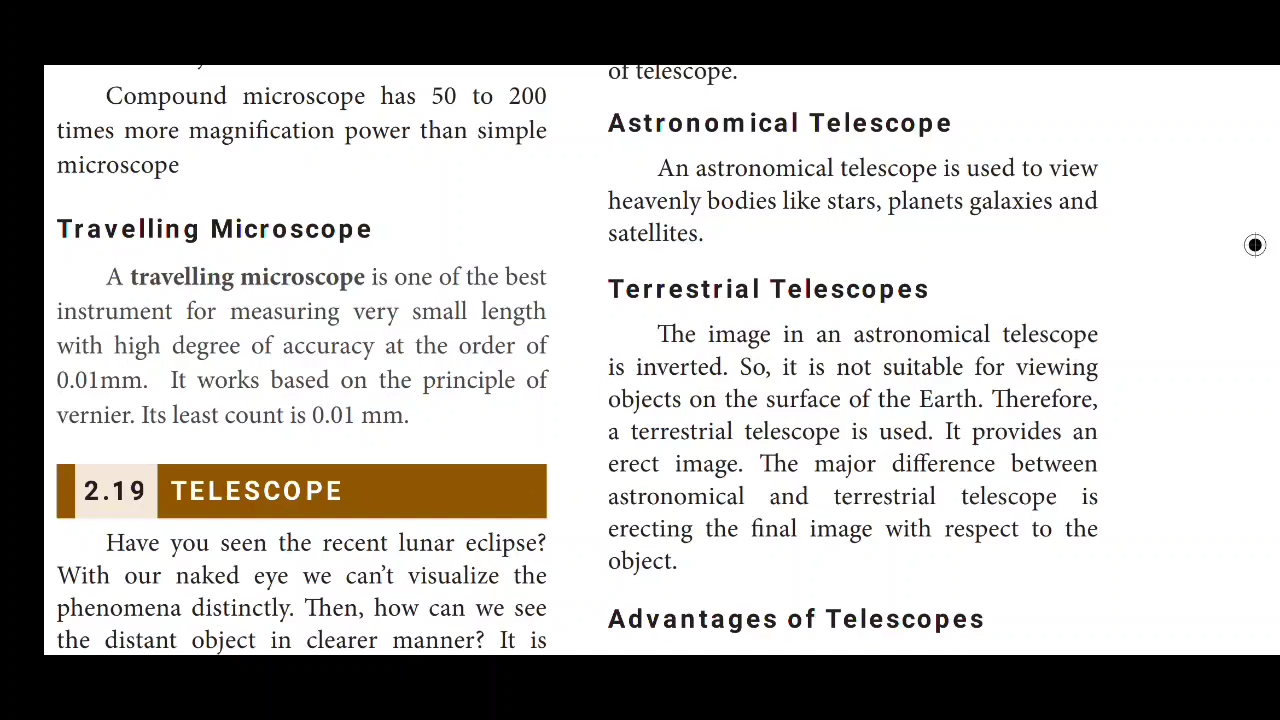 Compound microscope has 50 to 200
times more magnification power than simple
microscope
Travelling Microscope
A travelling microscope is one of the best
instrument for measuring very small length
with high degree of accuracy at the order of
0.01mm. It works based on the principle of
vernier. Its least count is 0.01 mm.
2.19 TELESCOPE
Have you seen the recent lunar eclipse?
With our naked eye we can’t visualize the
phenomena distinctly. Then, how can we see
the distant object in clearer manner? It is
of telescope.
Astronomical Telescope
An astronomical telescope is used to view
heavenly bodies like stars, planets galaxies and
satellites.
Terrestrial Telescopes
The image in an astronomical telescope
is inverted. So, it is not suitable for viewing
objects on the surface of the Earth. Therefore,
a terrestrial telescope is used. It provides an
erect image. The major difference between
astronomical and terrestrial telescope is
erecting the final image with respect to the
object.
Advantages of Telescopes